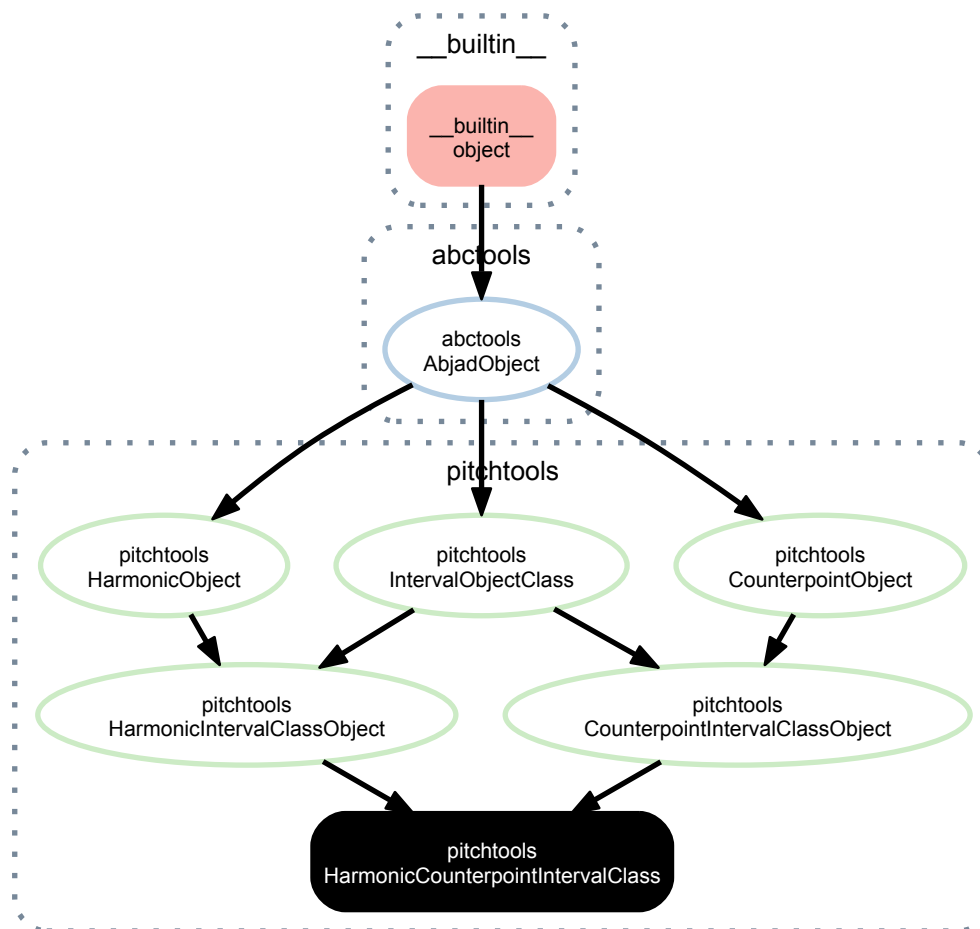 __builtin__
__builtin__
object
abctools
abctools
AbjadObject
pitchtools
pitchtools
HarmonicObject
pitchtools
IntervalObjectClass
pitchtools
CounterpointObject
pitchtools
HarmonicIntervalClassObject
pitchtools
CounterpointIntervalClassObject
pitchtools
HarmonicCounterpointIntervalClass